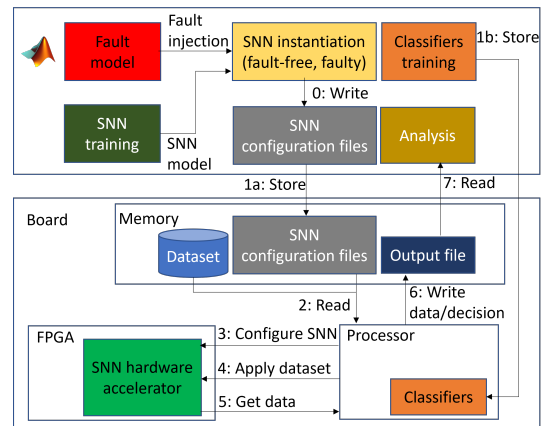 Fault
injection
1b: Store
Fault
model
SNN instantiation
(fault-free, faulty)
Classifiers
training
0: Write
SNN
training
SNN
model
SNN
configuration files
Analysis
1a: Store
7: Read
Board
Memory
Dataset
SNN
configuration files
Output file
2: Read
6: Write
data/decision
FPGA
3: Configure SNN
Processor
SNN hardware
accelerator
4: Apply dataset
5: Get data
Classifiers